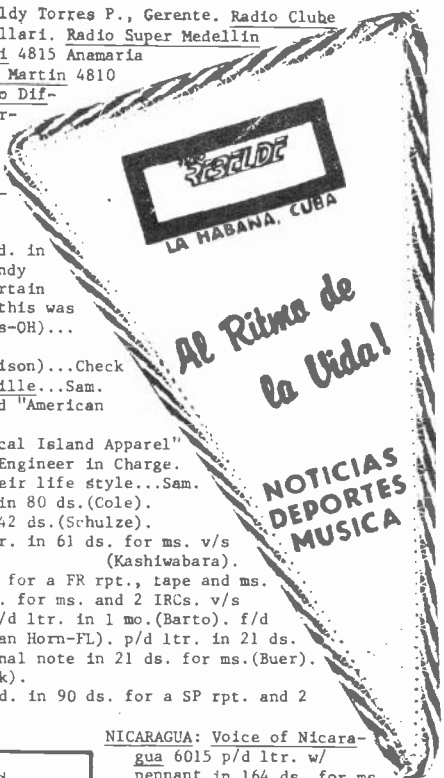 ldy Torres P., Gerente. Radio Clube
llari. Radio Super Medellin
i 4815 Anamaria
Martin 4810
o Dif-
r-
REBELDE
LA HABANA, CUBA
Al Ritmo de
la Vida!
NOTICIAS
DEPORTES
MUSICA
d. in
ndy
rtain
this was
s-OH)...
ison)...Check
ille...Sam.
d "American
cal Island Apparel"
Engineer in Charge.
eir life style...Sam.
in 80 ds.(Cole).
42 ds.(Schulze).
r. in 61 ds. for ms. v/s
(Kashiwabara).
for a FR rpt., tape and ms.
. for ms. and 2 IRCs. v/s
/d ltr. in 1 mo.(Barto). f/d
an Horn-FL). p/d ltr. in 21 ds.
nal note in 21 ds. for ms.(Buer).
k).
d. in 90 ds. for a SP rpt. and 2
NICARAGUA: Voice of Nicara-
gua 6015 p/d ltr. w/
pennant in 164 ds. for ms.